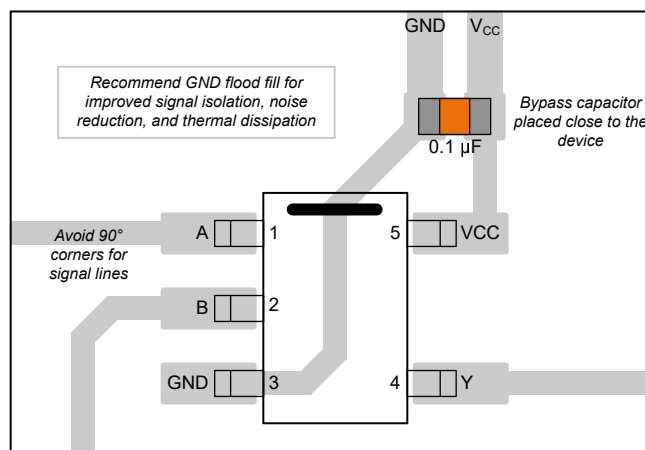 GND VCC
Recommend GND flood fill for
improved signal isolation, noise
reduction, and thermal dissipation
Bypass capacitor
placed close to the
device
0.1 µF
A 1 5 VCC
Avoid 90°
corners for
signal lines
B 2
GND 3 4 Y